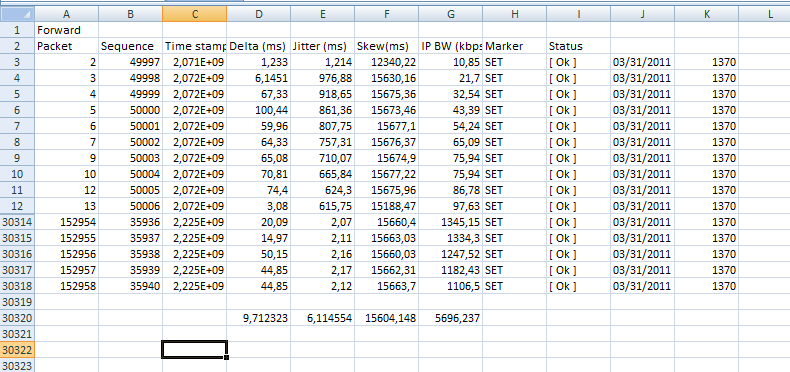 A B C D E F G H I J K L
1 Forward
2 Packet Sequence Time stamp Delta (ms) Jitter (ms) Skew(ms) IP BW (kbps Marker Status
3 2 49997 2,071E+09 1,233 1,214 12340,22 10,85 SET [ Ok ] 03/31/2011 1370
4 3 49998 2,072E+09 6,1451 976,88 15630,16 21,7 SET [ Ok ] 03/31/2011 1370
5 4 49999 2,072E+09 67,33 918,65 15675,36 32,54 SET [ Ok ] 03/31/2011 1370
6 5 50000 2,072E+09 100,44 861,36 15673,46 43,39 SET [ Ok ] 03/31/2011 1370
7 6 50001 2,072E+09 59,96 807,75 15677,1 54,24 SET [ Ok ] 03/31/2011 1370
8 7 50002 2,072E+09 64,33 757,31 15676,37 65,09 SET [ Ok ] 03/31/2011 1370
9 9 50003 2,072E+09 65,08 710,07 15674,9 75,94 SET [ Ok ] 03/31/2011 1370
10 10 50004 2,072E+09 70,81 665,84 15677,22 75,94 SET [ Ok ] 03/31/2011 1370
11 12 50005 2,072E+09 74,4 624,3 15675,96 86,78 SET [ Ok ] 03/31/2011 1370
12 13 50006 2,072E+09 3,08 615,75 15188,47 97,63 SET [ Ok ] 03/31/2011 1370
30314 152954 35936 2,225E+09 20,09 2,07 15660,4 1345,15 SET [ Ok ] 03/31/2011 1370
30315 152955 35937 2,225E+09 14,97 2,11 15663,03 1334,3 SET [ Ok ] 03/31/2011 1370
30316 152956 35938 2,225E+09 50,15 2,16 15660,03 1247,52 SET [ Ok ] 03/31/2011 1370
30317 152957 35939 2,225E+09 44,85 2,17 15662,31 1182,43 SET [ Ok ] 03/31/2011 1370
30318 152958 35940 2,225E+09 44,85 2,12 15663,7 1106,5 SET [ Ok ] 03/31/2011 1370
30319
30320 9,712323 6,114554 15604,148 5696,237
30321
30322
30323